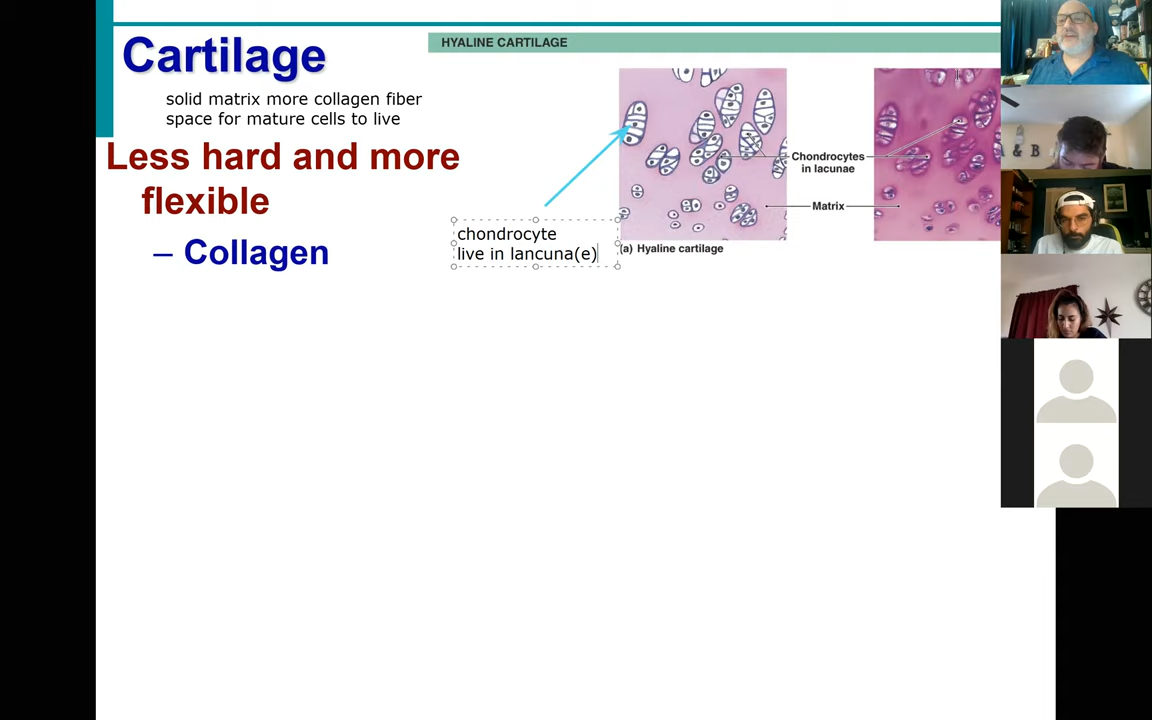 Cartilage
solid matrix more collagen fiber
space for mature cells to live
Less hard and more
flexible
– Collagen
HYALINE CARTILAGE
Chondrocytes
in lacunae
Matrix
(a) Hyaline cartilage
chondrocyte
live in lancuna(e)
A & B